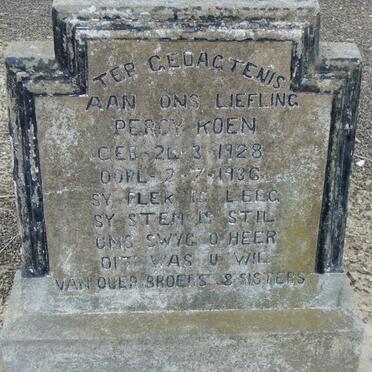 TER GEDAGTENIS
AAN ONS LIEFLING
PERCY KOEN
GEB-26-3-1928
OORL-2-7-1936
SY PLEK IS LEEG
SY STEM IS STIL
ONS SWYG O HEER
DIT WAS U WIL
VAN OUER BROERS & SISTERS